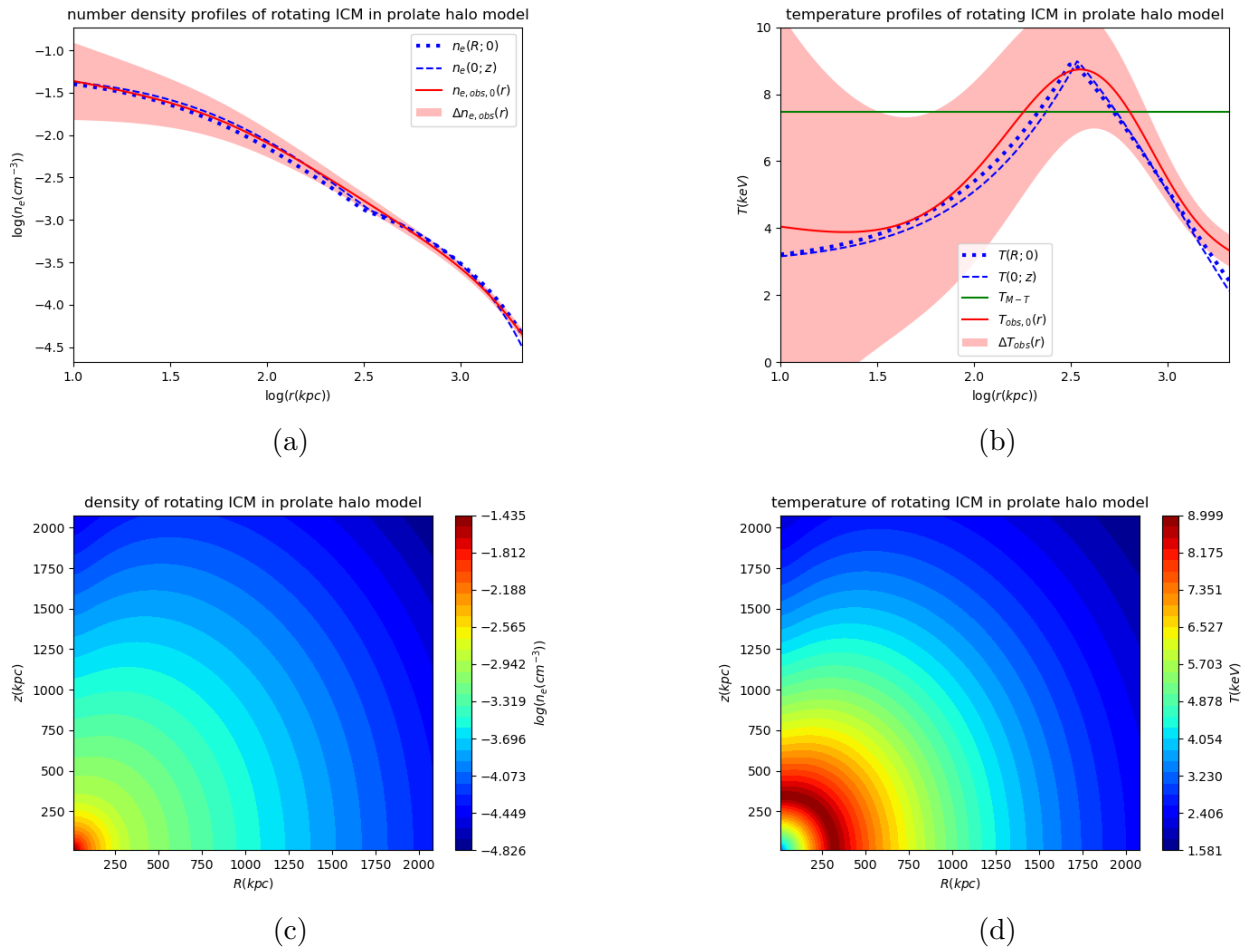 number density profiles of rotating ICM in prolate halo model
−1.0
−1.5
−2.0
−2.5
−3.0
−3.5
−4.0
−4.5
log(n_e(cm^{−3}))
1.0 1.5 2.0 2.5 3.0
log(r(kpc))
n_e(R; 0)
n_e(0; z)
n_{e,obs,0}(r)
Δn_{e,obs}(r)
(a)
temperature profiles of rotating ICM in prolate halo model
10
8
6
4
2
0
T(keV)
1.0 1.5 2.0 2.5 3.0
log(r(kpc))
T(R; 0)
T(0; z)
T_{M−T}
T_{obs,0}(r)
ΔT_{obs}(r)
(b)
density of rotating ICM in prolate halo model
2000
1750
1500
1250
1000
750
500
250
z(kpc)
250 500 750 1000 1250 1500 1750 2000
R(kpc)
−1.435
−1.812
−2.188
−2.565
−2.942
−3.319
−3.696
−4.073
−4.449
−4.826
log(n_e(cm^{−3}))
(c)
temperature of rotating ICM in prolate halo model
2000
1750
1500
1250
1000
750
500
250
z(kpc)
250 500 750 1000 1250 1500 1750 2000
R(kpc)
8.999
8.175
7.351
6.527
5.703
4.878
4.054
3.230
2.406
1.581
T(keV)
(d)